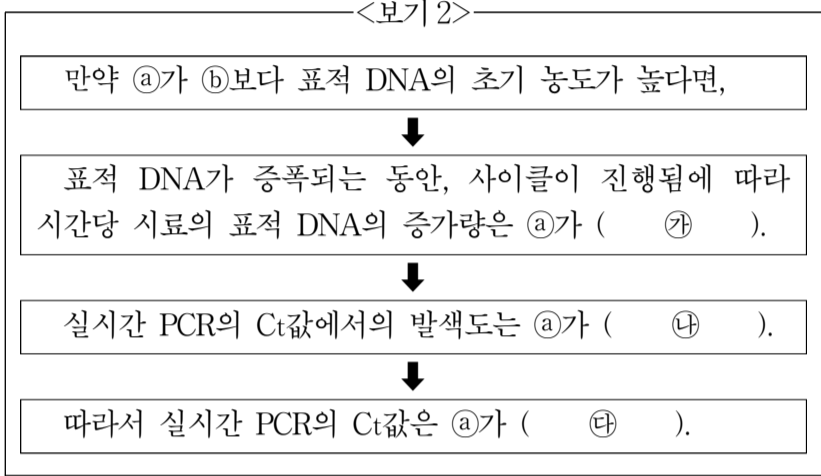 <보기 2>
만약 ⓐ가 ⓑ보다 표적 DNA의 초기 농도가 높다면,
표적 DNA가 증폭되는 동안, 사이클이 진행됨에 따라
시간당 시료의 표적 DNA의 증가량은 ⓐ가 ( ㉮ ).
실시간 PCR의 Ct값에서의 발색도는 ⓐ가 ( ㉯ ).
따라서 실시간 PCR의 Ct값은 ⓐ가 ( ㉰ ).